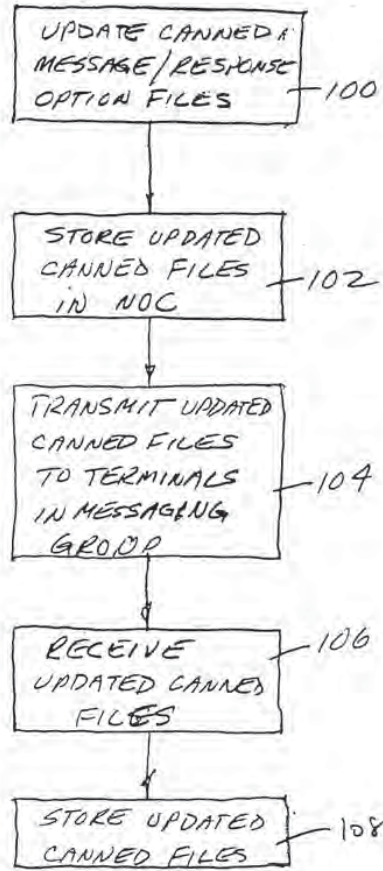 UPDATE CANNED
MESSAGE/RESPONSE
OPTION FILES
100
STORE UPDATED
CANNED FILES
IN NOC
102
TRANSMIT UPDATED
CANNED FILES
TO TERMINALS
IN MESSAGING
GROUP
104
RECEIVE
UPDATED CANNED
FILES
106
STORE UPDATED
CANNED FILES
108